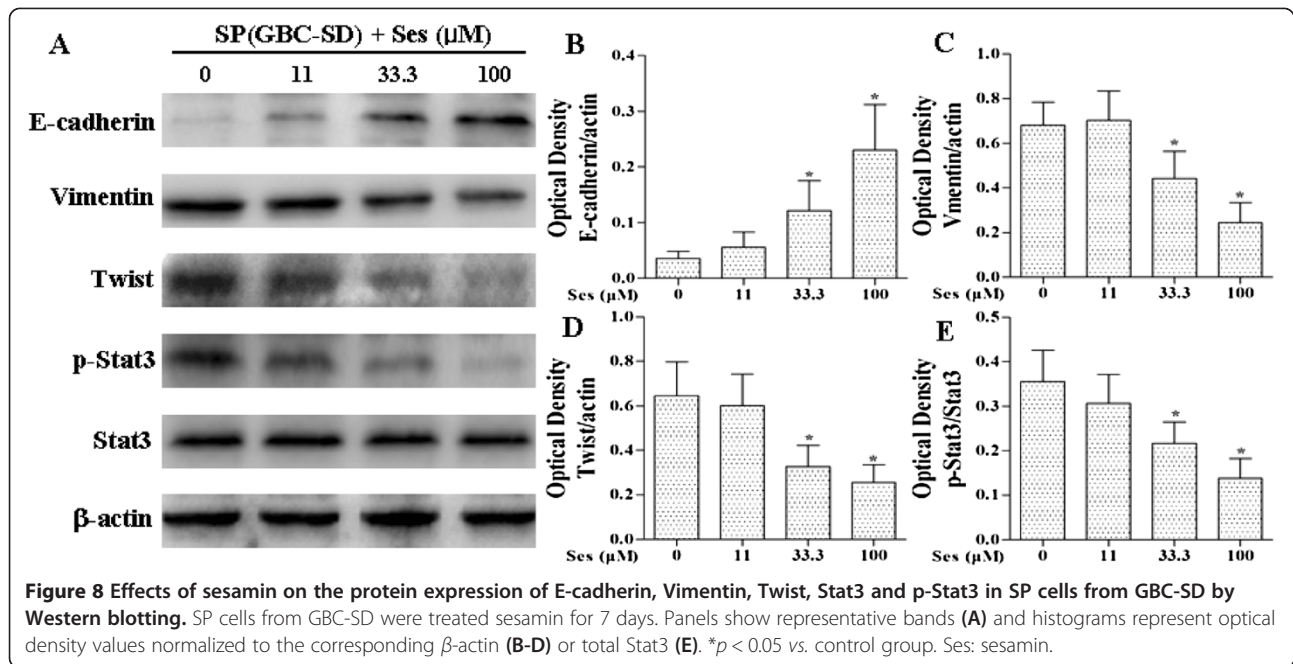 A
SP(GBC-SD) + Ses (µM)
0 11 33.3 100
E-cadherin
Vimentin
Twist
p-Stat3
Stat3
β-actin
B
Optical Density
E-cadherin/actin
0.4
0.3
0.2
0.1
0.0
* *
Ses (µM) 0 11 33.3 100
C
Optical Density
Vmentin/actin
1.0
0.8
0.6
0.4
0.2
0.0
* *
Ses (µM) 0 11 33.3 100
D
Optical Density
Twist/actin
1.0
0.8
0.6
0.4
0.2
0.0
* *
Ses (µM) 0 11 33.3 100
E
Optical Density
p-Stat3/Stat3
0.5
0.4
0.3
0.2
0.1
0.0
* *
Ses (µM) 0 11 33.3 100
Figure 8 Effects of sesamin on the protein expression of E-cadherin, Vimentin, Twist, Stat3 and p-Stat3 in SP cells from GBC-SD by
Western blotting. SP cells from GBC-SD were treated sesamin for 7 days. Panels show representative bands (A) and histograms represent optical
density values normalized to the corresponding β-actin (B-D) or total Stat3 (E). *p < 0.05 vs. control group. Ses: sesamin.